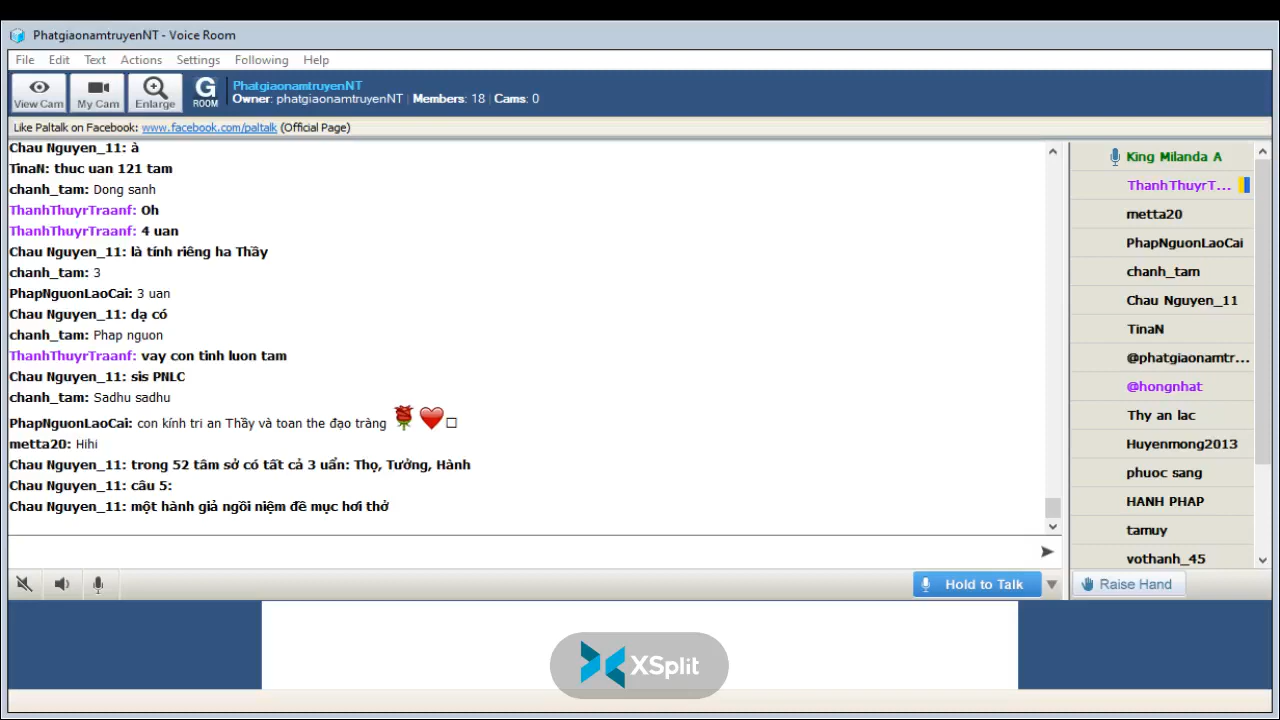 PhatgiaonamtruyenNT - Voice Room
File Edit Text Actions Settings Following Help
View Cam
My Cam
Enlarge
G
ROOM
PhatgiaonamtruyenNT
Owner: phatgiaonamtruyenNT | Members: 18 | Cams: 0
Like Paltalk on Facebook: www.facebook.com/paltalk (Official Page)
Chau Nguyen_11: à
TinaN: thuc uan 121 tam
chanh_tam: Dong sanh
ThanhThuyrTraanf: Oh
ThanhThuyrTraanf: 4 uan
Chau Nguyen_11: là tính riêng ha Thầy
chanh_tam: 3
PhapNguonLaoCai: 3 uan
Chau Nguyen_11: dạ có
chanh_tam: Phap nguon
ThanhThuyrTraanf: vay con tinh luon tam
Chau Nguyen_11: sis PNLC
chanh_tam: Sadhu sadhu
PhapNguonLaoCai: con kính tri an Thầy và toan the đạo tràng
metta20: Hihi
Chau Nguyen_11: trong 52 tâm sở có tất cả 3 uẩn: Thọ, Tưởng, Hành
Chau Nguyen_11: câu 5:
Chau Nguyen_11: một hành giả ngồi niệm đề mục hơi thở
King Milanda A
ThanhThuyrT...
metta20
PhapNguonLaoCai
chanh_tam
Chau Nguyen_11
TinaN
@phatgiaonamtr...
@hongnhat
Thy an lac
Huyenmong2013
phuoc sang
HANH PHAP
tamuy
vothanh_45
Hold to Talk
Raise Hand
XSplit